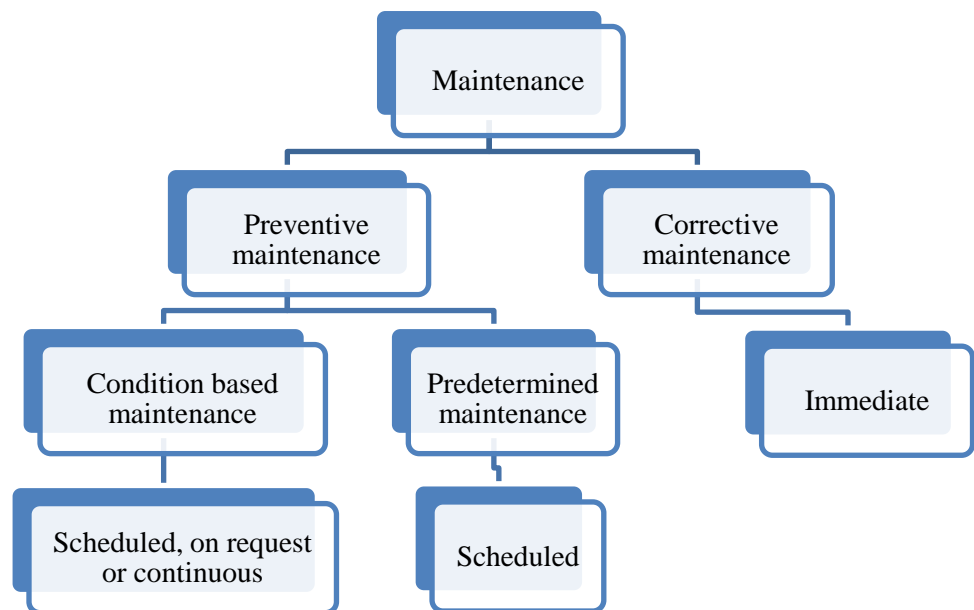 Maintenance
Preventive
maintenance
Corrective
maintenance
Condition based
maintenance
Predetermined
maintenance
Immediate
Scheduled, on request
or continuous
Scheduled